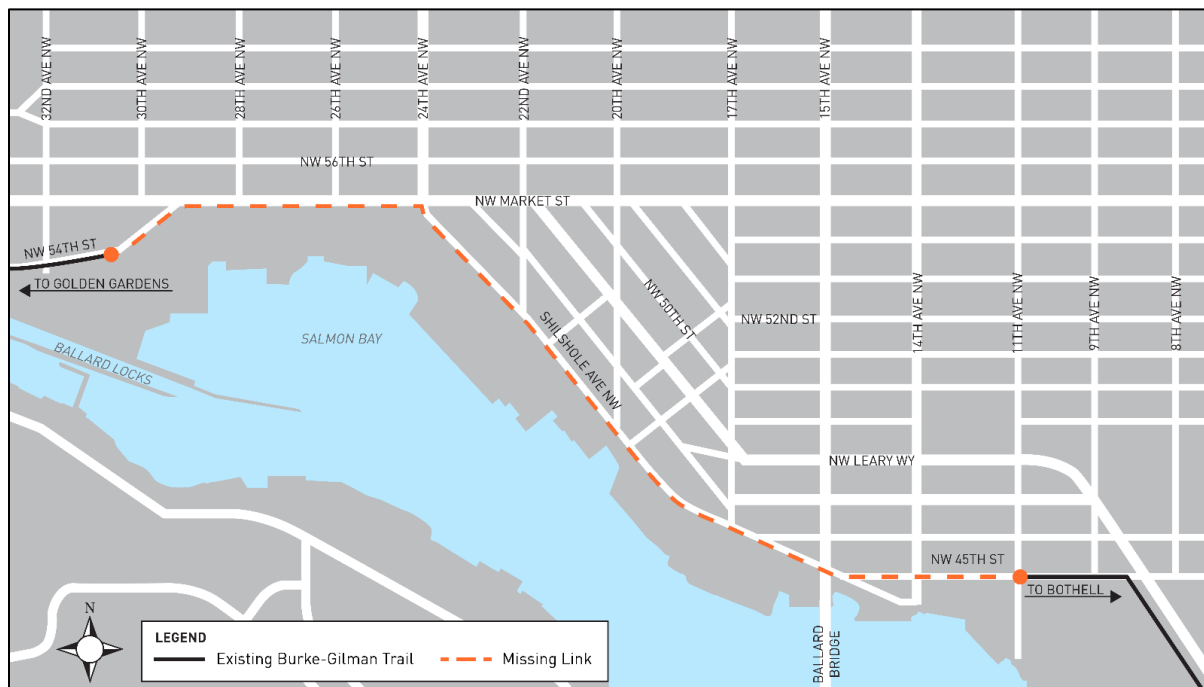 32ND AVE NW
30TH AVE NW
28TH AVE NW
26TH AVE NW
24TH AVE NW
22ND AVE NW
20TH AVE NW
17TH AVE NW
15TH AVE NW
NW 56TH ST
NW MARKET ST
NW 54TH ST
TO GOLDEN GARDENS
SALMON BAY
BALLARD LOCKS
SHILSHOLE AVE NW
NW 50TH ST
NW 52ND ST
14TH AVE NW
11TH AVE NW
9TH AVE NW
8TH AVE NW
NW LEARY WY
NW 45TH ST
TO BOTHELL
BALLARD
BRIDGE
N
LEGEND
Existing Burke-Gilman Trail
Missing Link